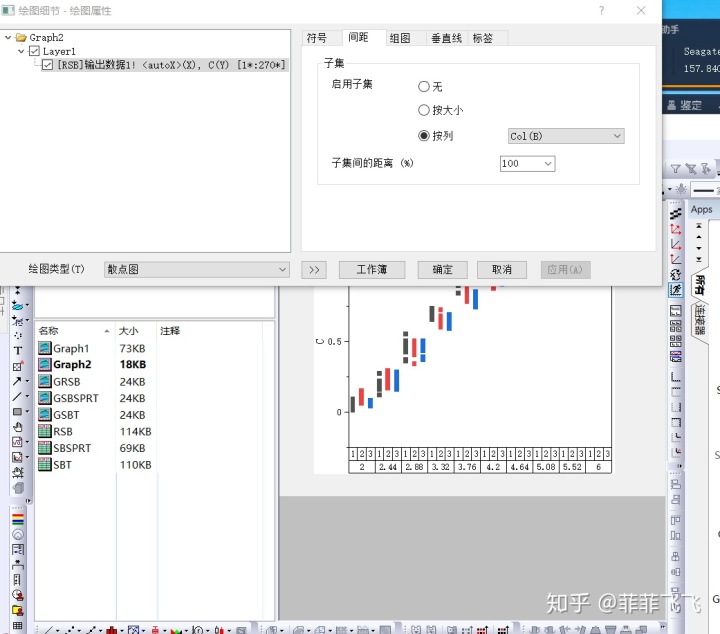 绘图细节 - 绘图属性
?
助手
Graph2
Layer1
[RSB]输出数据1! <autoX>(X), C(Y) [1*:270*]
符号 间距 组图 垂直线 标签
子集
启用子集
无
按大小
按列
Col(B)
子集间的距离 (%)
100
Seagate
157.840
鉴定
绘图类型(T)
散点图
>>
工作簿
确定
取消
应用(A)
Apps
所有
连接器
名称 大小 注释
Graph1 73KB
Graph2 18KB
GRSB 24KB
GSBSPRT 24KB
GSBT 24KB
RSB 114KB
SBSPRT 69KB
SBT 110KB
C
0.5
0
1 2 3 1 2 3 1 2 3 1 2 3 1 2 3 1 2 3 1 2 3 1 2 3 1 2 3 1 2 3
2 2.44 2.88 3.32 3.76 4.2 4.64 5.08 5.52 6
知乎 @菲菲飞飞